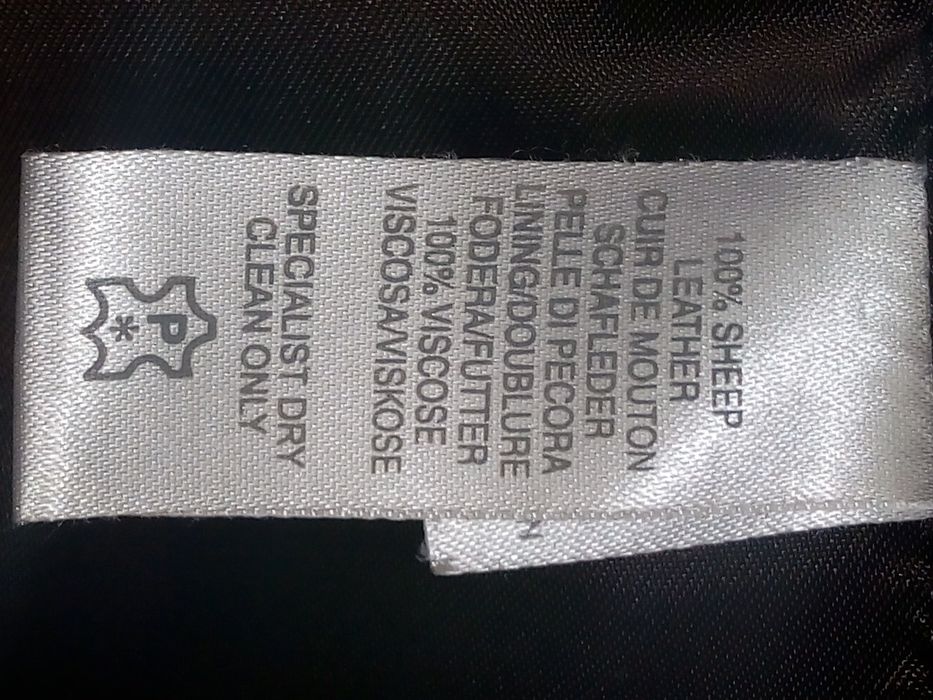 100% SHEEP
LEATHER
CUIR DE MOUTON
SCHAFLEDER
PELLE DI PECORA
LINING/DOUBLURE
FODERA/FUTTER
100% VISCOSE
VISCOSA/VISKOSE
SPECIALIST DRY
CLEAN ONLY
P
*
N